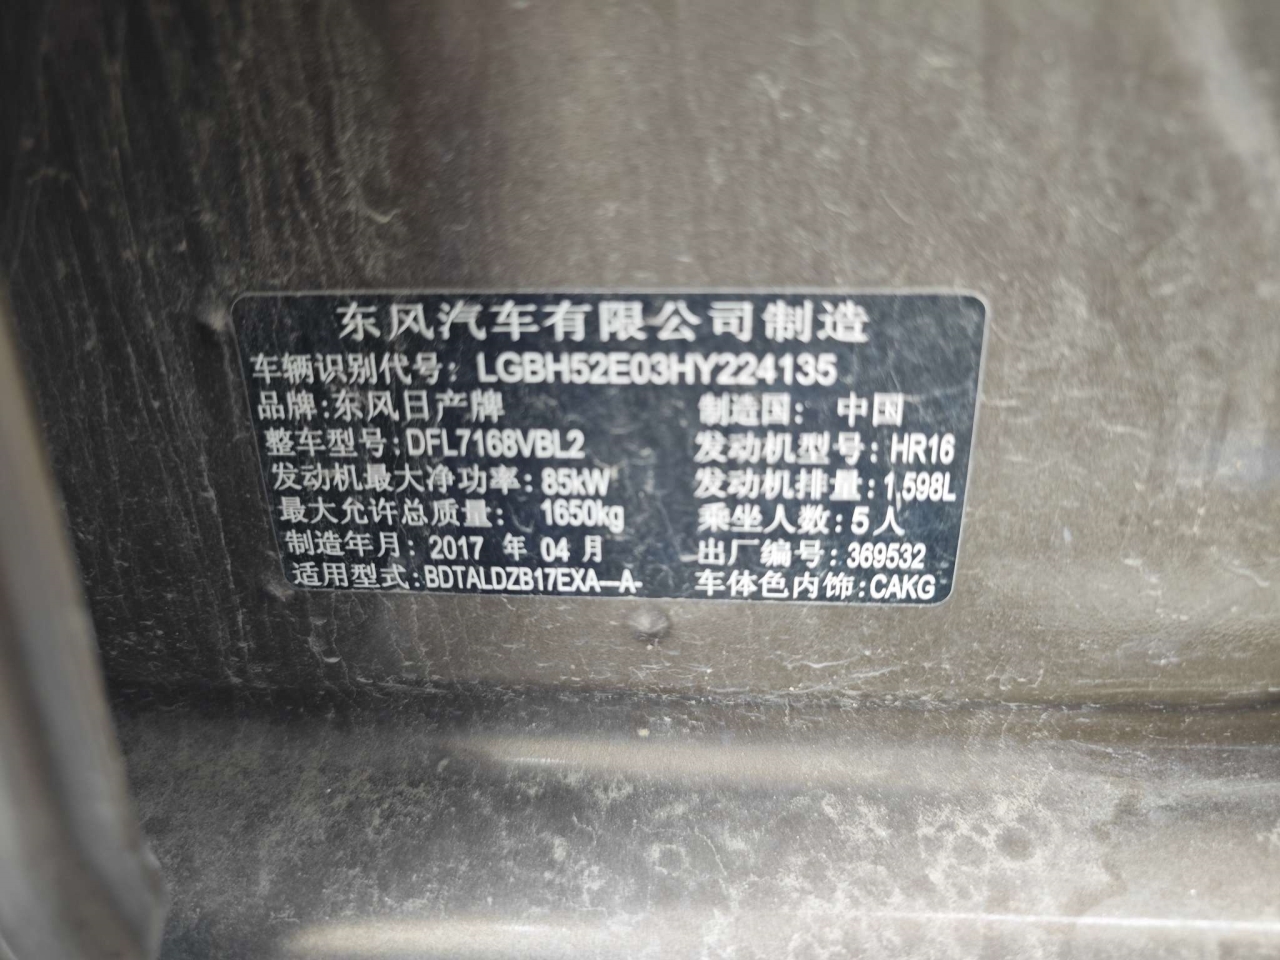 东风汽车有限公司制造
车辆识别代号：LGBH52E03HY224135
品牌：东风日产牌 制造国：中国
整车型号：DFL7168VBL2 发动机型号：HR16
发动机最大净功率：85kW 发动机排量：1,598L
最大允许总质量：1650kg 乘坐人数：5人
制造年月：2017 年 04 月 出厂编号：369532
适用型式：BDTALDZB17EXA—A- 车体色内饰：CAKG